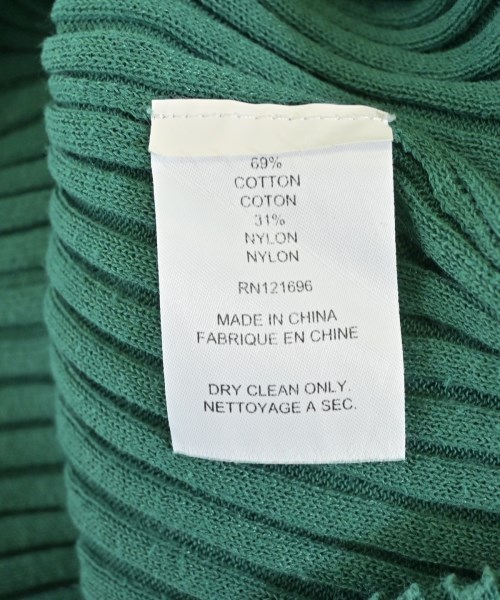 69%
COTTON
COTON
31%
NYLON
NYLON
RN121696
MADE IN CHINA
FABRIQUE EN CHINE
DRY CLEAN ONLY.
NETTOYAGE A SEC.